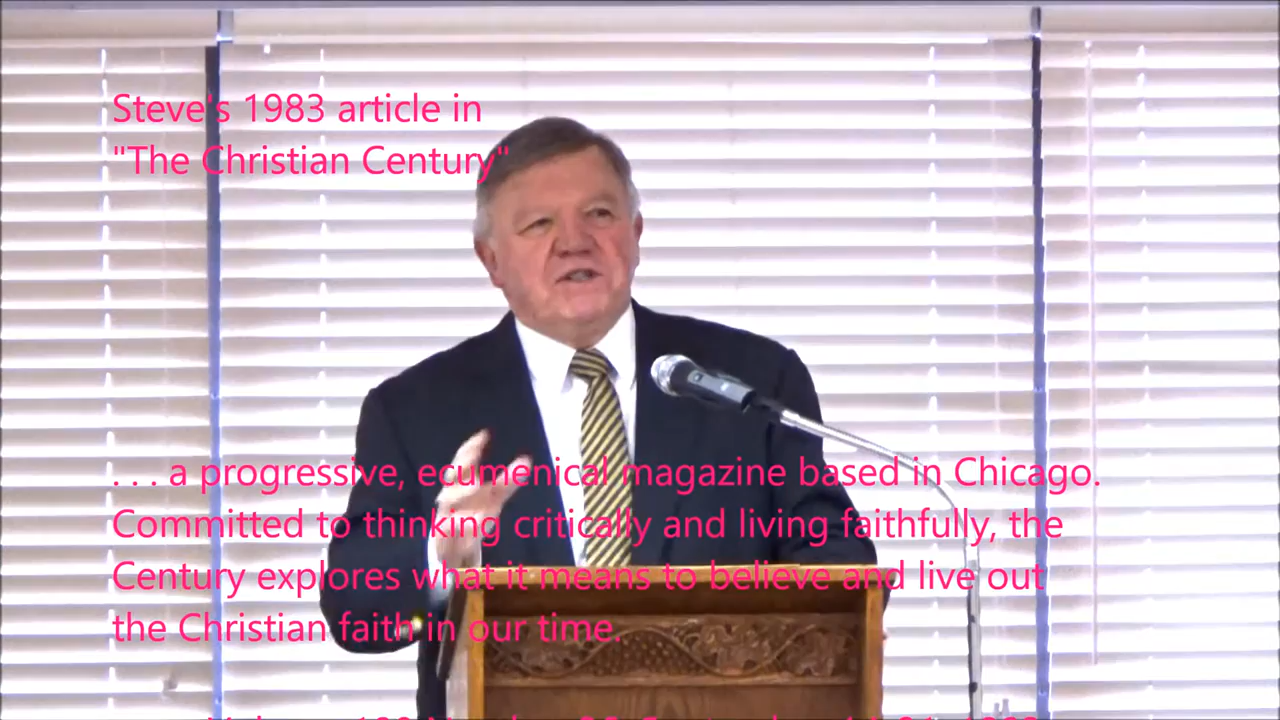 Steve's 1983 article in
"The Christian Century"
. . . a progressive, ecumenical magazine based in Chicago.
Committed to thinking critically and living faithfully, the
Century explores what it means to believe and live out
the Christian faith in our time.